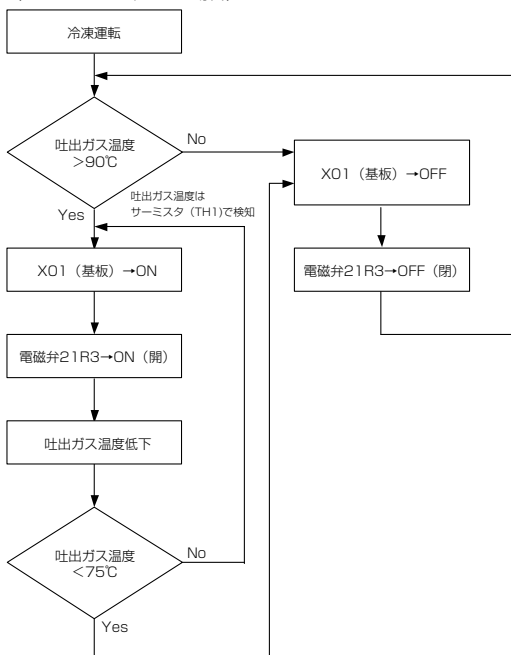 冷凍運転
吐出ガス温度
>90℃
No
Yes
吐出ガス温度は
サーミスタ（TH1)で検知
X01（基板）→OFF
X01（基板）→ON
電磁弁21R3→OFF（閉）
電磁弁21R3→ON（開）
吐出ガス温度低下
吐出ガス温度
<75℃
No
Yes